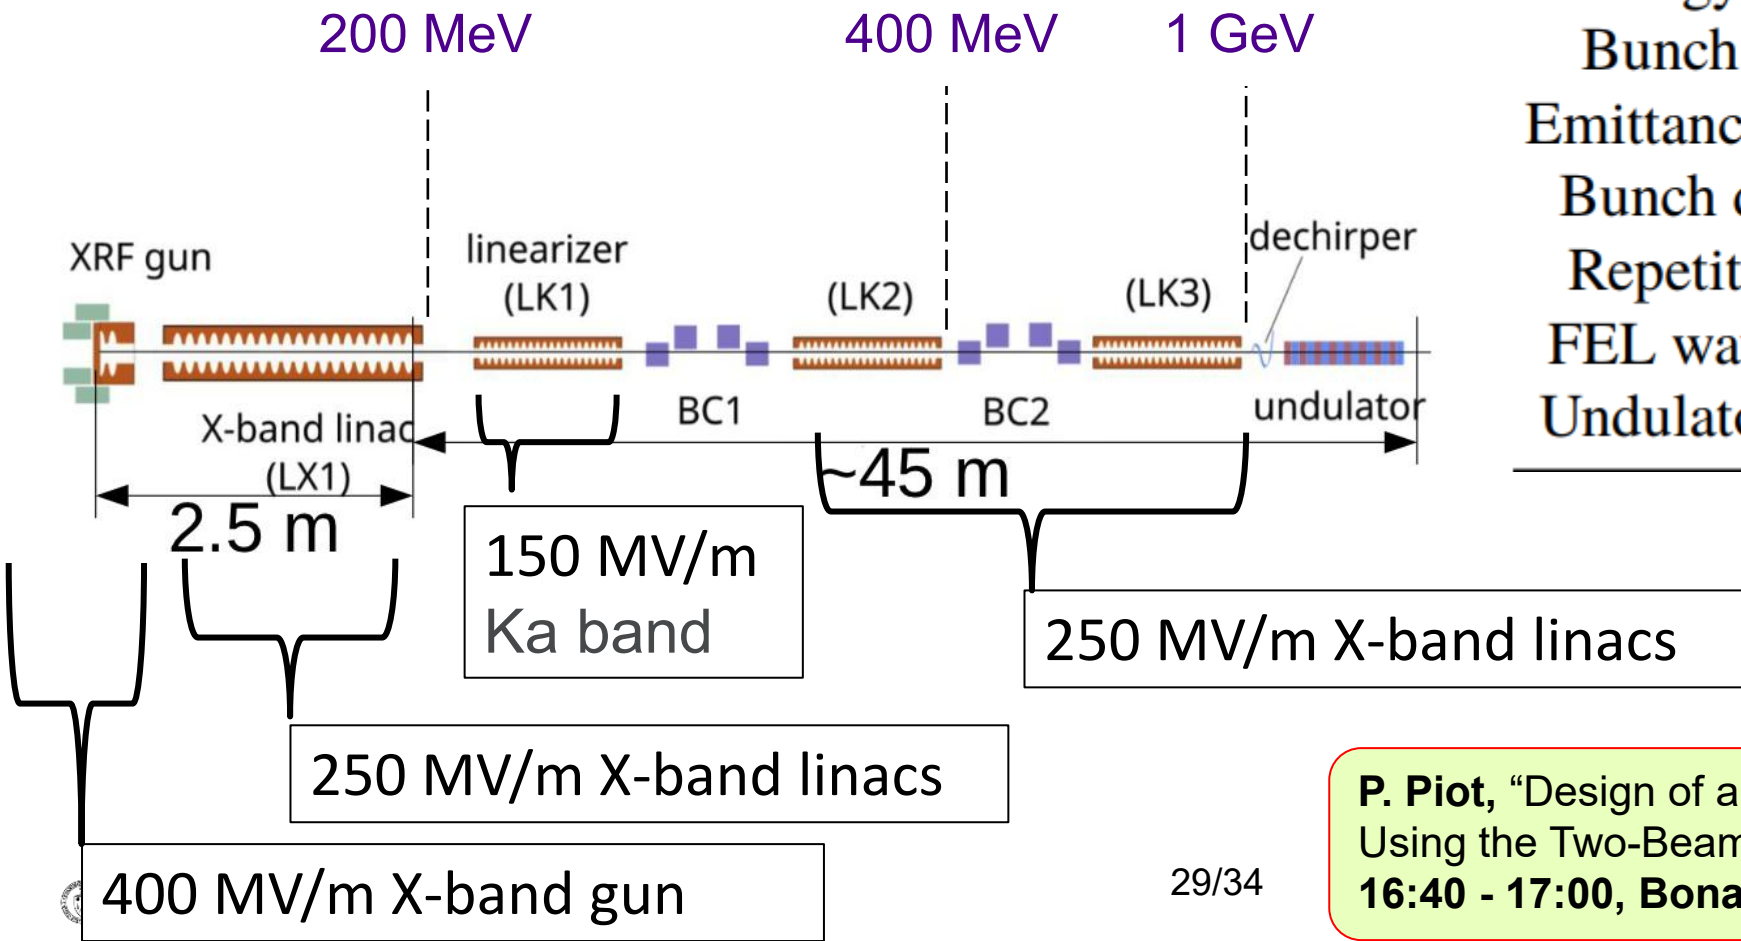 200 MeV
400 MeV
1 GeV
Bunch
Emittanc
Bunch
Repetit
FEL wa
Undulato
XRF gun
linearizer
(LK1)
(LK2)
(LK3)
dechirper
X-band linac
(LX1)
BC1
BC2
undulator
2.5 m
~45 m
150 MV/m
Ka band
250 MV/m X-band linacs
250 MV/m X-band linacs
400 MV/m X-band gun
29/34
P. Piot, “Design of a
Using the Two-Beam
16:40 - 17:00, Bona